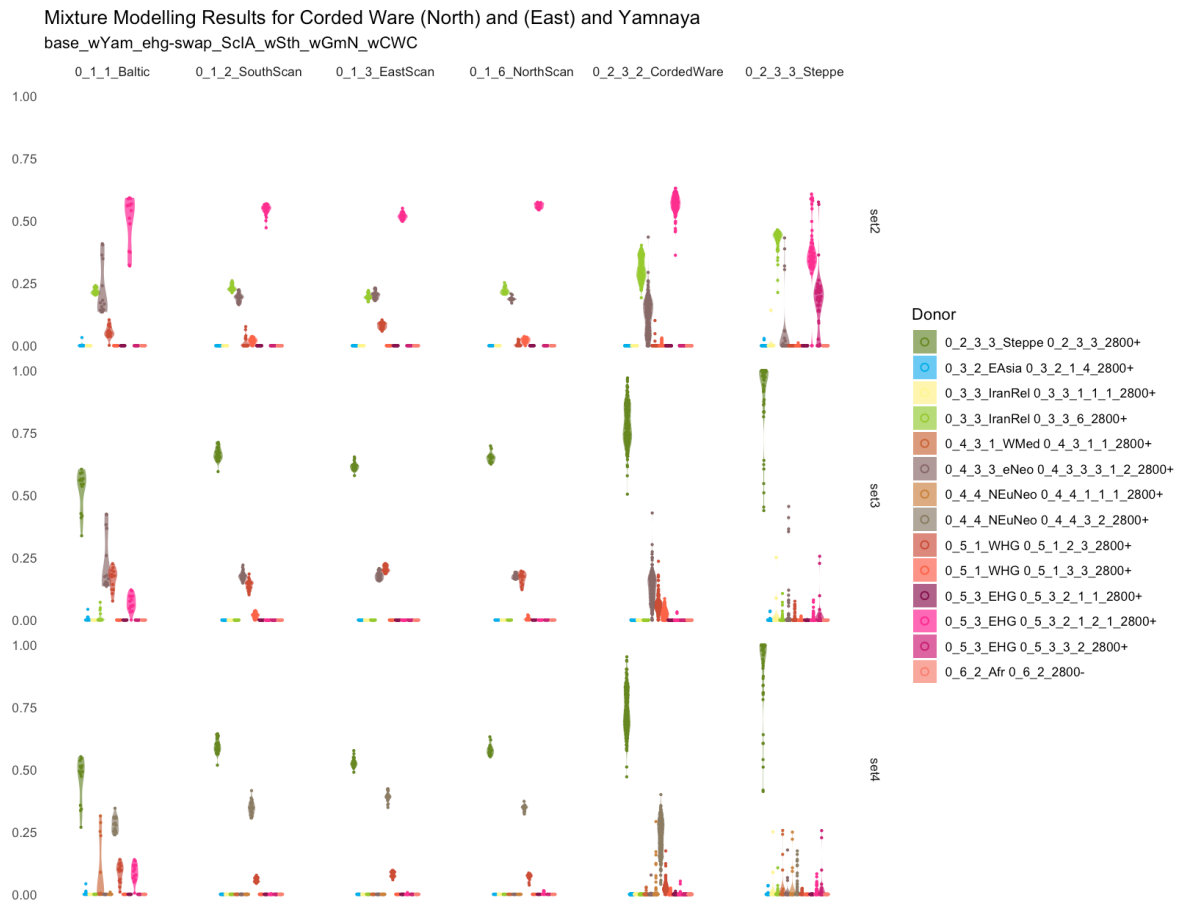 Mixture Modelling Results for Corded Ware (North) and (East) and Yamnaya
base_wYam_ehg-swap_SclA_wSth_wGmN_wCWC
0_1_1_Baltic 0_1_2_SouthScan 0_1_3_EastScan 0_1_6_NorthScan 0_2_3_2_CordedWare 0_2_3_3_Steppe
1.00
0.75
0.50
0.25
0.00
set2
1.00
0.75
0.50
0.25
0.00
set3
1.00
0.75
0.50
0.25
0.00
set4
Donor
0_2_3_3_Steppe 0_2_3_3_2800+
0_3_2_EAsia 0_3_2_1_4_2800+
0_3_3_IranRel 0_3_3_1_1_1_2800+
0_3_3_IranRel 0_3_3_6_2800+
0_4_3_1_WMed 0_4_3_1_1_2800+
0_4_3_3_eNeo 0_4_3_3_3_1_2_2800+
0_4_4_NEuNeo 0_4_4_1_1_1_2800+
0_4_4_NEuNeo 0_4_4_3_2_2800+
0_5_1_WHG 0_5_1_2_3_2800+
0_5_1_WHG 0_5_1_3_3_2800+
0_5_3_EHG 0_5_3_2_1_1_2800+
0_5_3_EHG 0_5_3_2_1_2_1_2800+
0_5_3_EHG 0_5_3_3_2_2800+
0_6_2_Afr 0_6_2_2800-